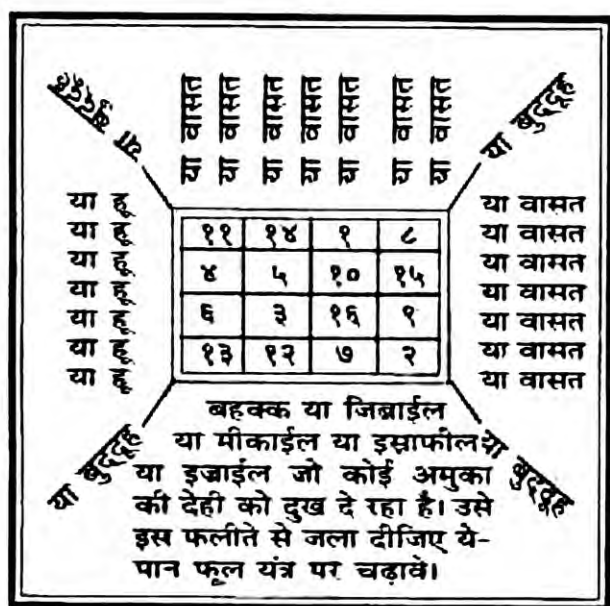 या बुद्दूह
या वासत
या वासत
या वासत
या वासत
या वासत
या वासत
या वासत
या बुद्दूह
या हू
या हू
या हू
या हू
या हू
या हू
या हू
११ १४ १ ८
४ ५ १० १५
६ ३ १६ ९
१३ १२ ७ २
या वासत
या वासत
या वासत
या वासत
या वासत
या वासत
या वासत
या बुद्दूह
बहक्क या जिब्राईल
या मीकाईल या इस्राफील
या इज्राईल जो कोई अमुका
की देही को दुख दे रहा है। उसे
इस फलीते से जला दीजिए ये-
पान फूल यंत्र पर चढ़ावे।
या बुद्दूह